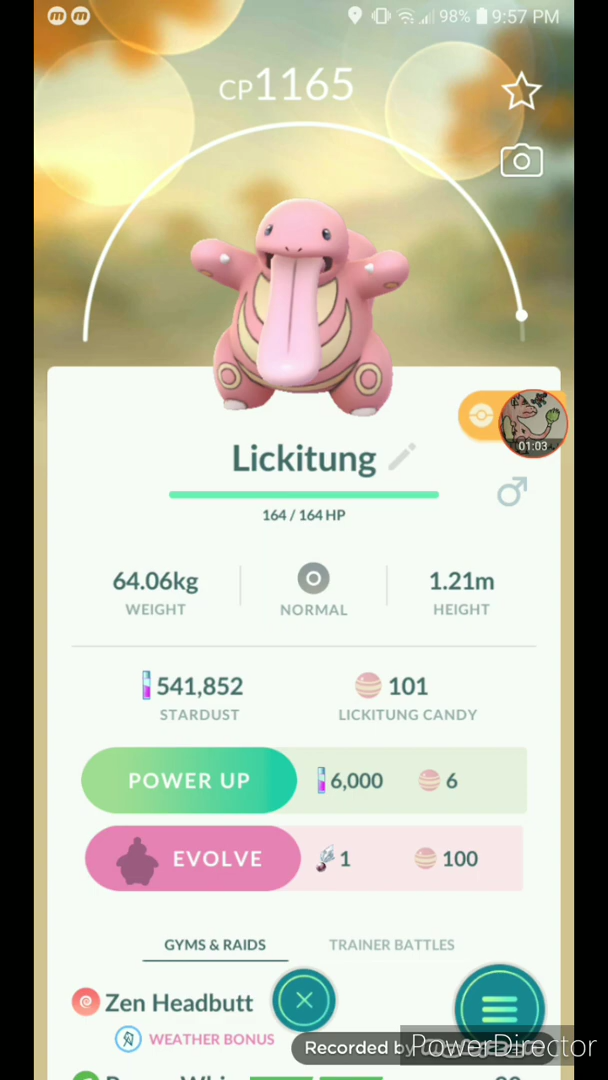 98% 9:57 PM
CP1165
01:03
Lickitung
164 / 164 HP
64.06kg
WEIGHT
NORMAL
1.21m
HEIGHT
541,852
STARDUST
101
LICKITUNG CANDY
POWER UP 6,000 6
EVOLVE 1 100
GYMS & RAIDS
TRAINER BATTLES
Zen Headbutt
WEATHER BONUS
Recorded by
PowerDirector